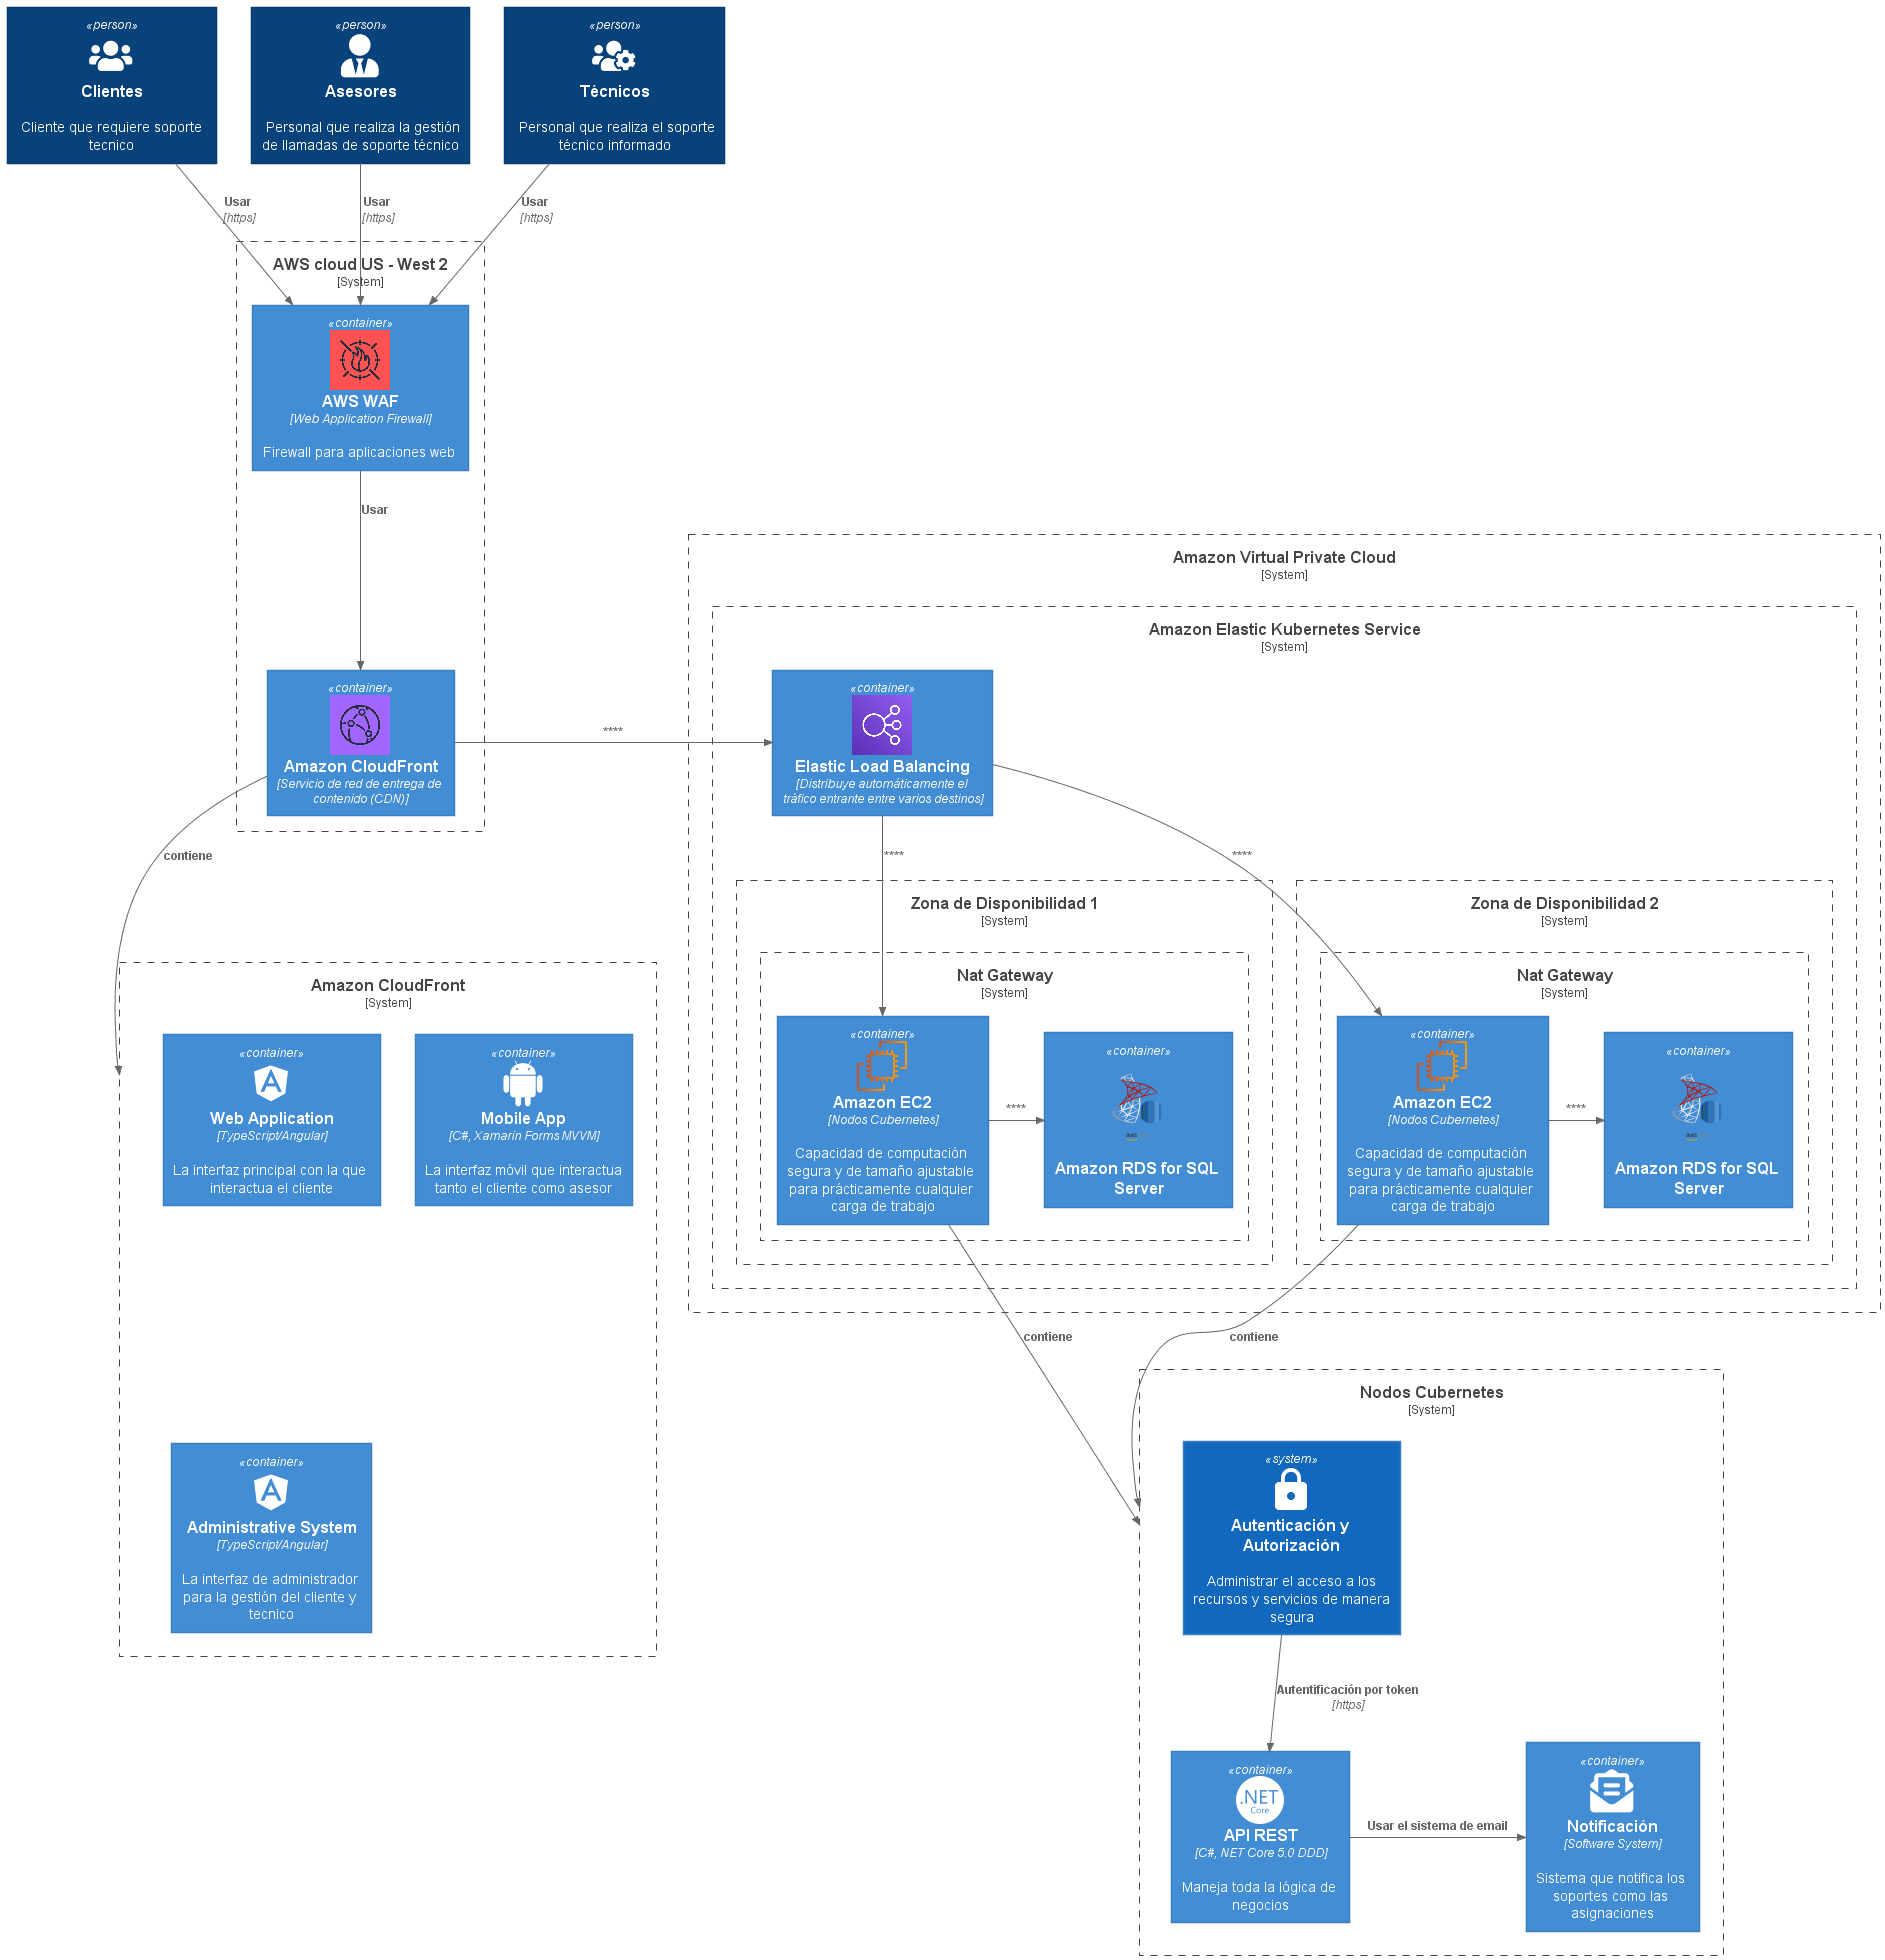 «person»
Clientes
Cliente que requiere soporte
tecnico
«person»
Asesores
Personal que realiza la gestión
de llamadas de soporte técnico
«person»
Técnicos
Personal que realiza el soporte
técnico informado
Usar
[https]
Usar
[https]
Usar
[https]
AWS cloud US - West 2
[System]
«container»
AWS WAF
[Web Application Firewall]
Firewall para aplicaciones web
Usar
Amazon Virtual Private Cloud
[System]
Amazon Elastic Kubernetes Service
[System]
«container»
Amazon CloudFront
[Servicio de red de entrega de
contenido (CDN)]
****
«container»
Elastic Load Balancing
[Distribuye automáticamente el
tráfico entrante entre varios destinos]
contiene
****
****
Zona de Disponibilidad 1
[System]
Zona de Disponibilidad 2
[System]
Nat Gateway
[System]
Nat Gateway
[System]
Amazon CloudFront
[System]
«container»
Web Application
[TypeScript/Angular]
La interfaz principal con la que
interactua el cliente
«container»
Mobile App
[C#, Xamarin Forms MVVM]
La interfaz móvil que interactua
tanto el cliente como asesor
«container»
Amazon EC2
[Nodos Cubernetes]
Capacidad de computación
segura y de tamaño ajustable
para prácticamente cualquier
carga de trabajo
****
«container»
aws
Amazon RDS for SQL
Server
«container»
Amazon EC2
[Nodos Cubernetes]
Capacidad de computación
segura y de tamaño ajustable
para prácticamente cualquier
carga de trabajo
****
«container»
aws
Amazon RDS for SQL
Server
contiene
contiene
Nodos Cubernetes
[System]
«container»
Administrative System
[TypeScript/Angular]
La interfaz de administrador
para la gestión del cliente y
tecnico
«system»
Autenticación y
Autorización
Administrar el acceso a los
recursos y servicios de manera
segura
Autentificación por token
[https]
«container»
.NET
Core
API REST
[C#, NET Core 5.0 DDD]
Maneja toda la lógica de
negocios
Usar el sistema de email
«container»
Notificación
[Software System]
Sistema que notifica los
soportes como las
asignaciones